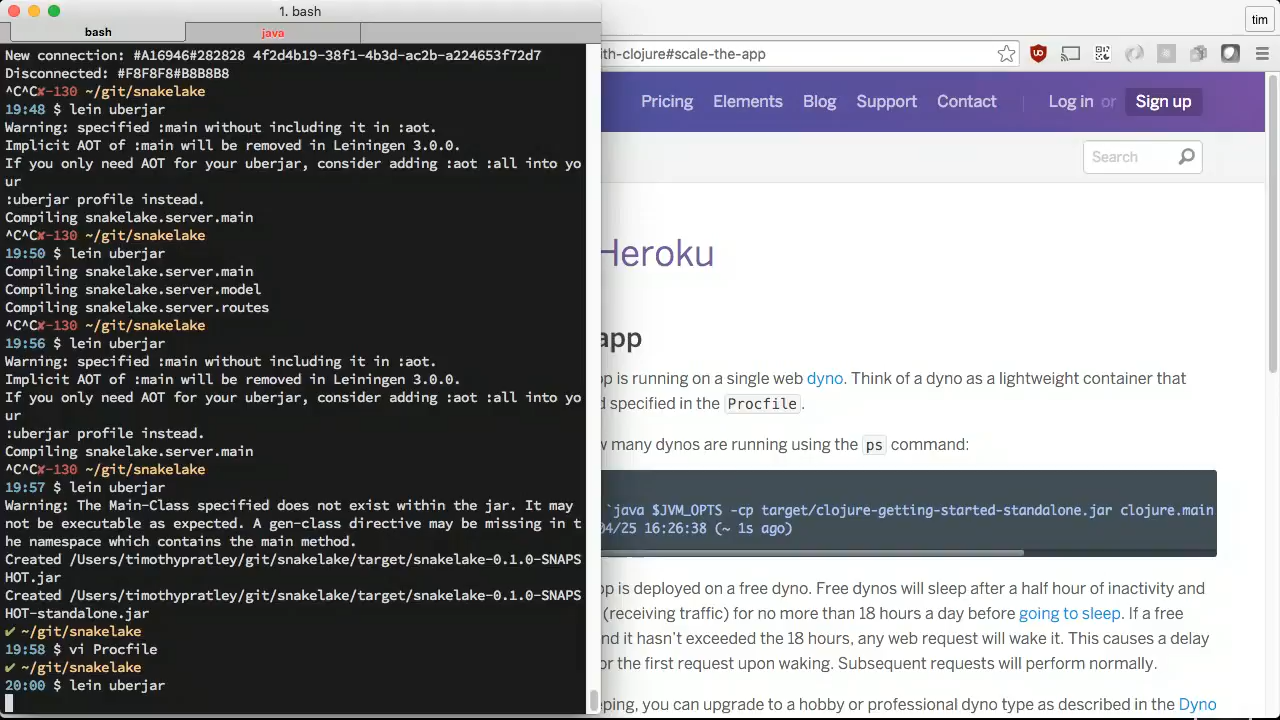 1. bash
bash
java
New connection: #A16946#282828 4f2d4b19-38f1-4b3d-ac2b-a224653f72d7
Disconnected: #F8F8F8#B8B8B8
^C^C✘-130 ~/git/snakelake
19:48 $ lein uberjar
Warning: specified :main without including it in :aot.
Implicit AOT of :main will be removed in Leiningen 3.0.0.
If you only need AOT for your uberjar, consider adding :aot :all into yo
ur
:uberjar profile instead.
Compiling snakelake.server.main
^C^C✘-130 ~/git/snakelake
19:50 $ lein uberjar
Compiling snakelake.server.main
Compiling snakelake.server.model
Compiling snakelake.server.routes
^C^C✘-130 ~/git/snakelake
19:56 $ lein uberjar
Warning: specified :main without including it in :aot.
Implicit AOT of :main will be removed in Leiningen 3.0.0.
If you only need AOT for your uberjar, consider adding :aot :all into yo
ur
:uberjar profile instead.
Compiling snakelake.server.main
^C^C✘-130 ~/git/snakelake
19:57 $ lein uberjar
Warning: The Main-Class specified does not exist within the jar. It may
not be executable as expected. A gen-class directive may be missing in t
he namespace which contains the main method.
Created /Users/timothypratley/git/snakelake/target/snakelake-0.1.0-SNAPS
HOT.jar
Created /Users/timothypratley/git/snakelake/target/snakelake-0.1.0-SNAPS
HOT-standalone.jar
✔ ~/git/snakelake
19:58 $ vi Procfile
✔ ~/git/snakelake
20:00 $ lein uberjar
tim
ith-clojure#scale-the-app
Pricing Elements Blog Support Contact Log in or Sign up
Search
Heroku
app
pp is running on a single web dyno. Think of a dyno as a lightweight container that
d specified in the Procfile.
w many dynos are running using the ps command:
`java $JVM_OPTS -cp target/clojure-getting-started-standalone.jar clojure.main
04/25 16:26:38 (~ 1s ago)
pp is deployed on a free dyno. Free dynos will sleep after a half hour of inactivity and
(receiving traffic) for no more than 18 hours a day before going to sleep. If a free
nd it hasn't exceeded the 18 hours, any web request will wake it. This causes a delay
or the first request upon waking. Subsequent requests will perform normally.
eping, you can upgrade to a hobby or professional dyno type as described in the Dyno